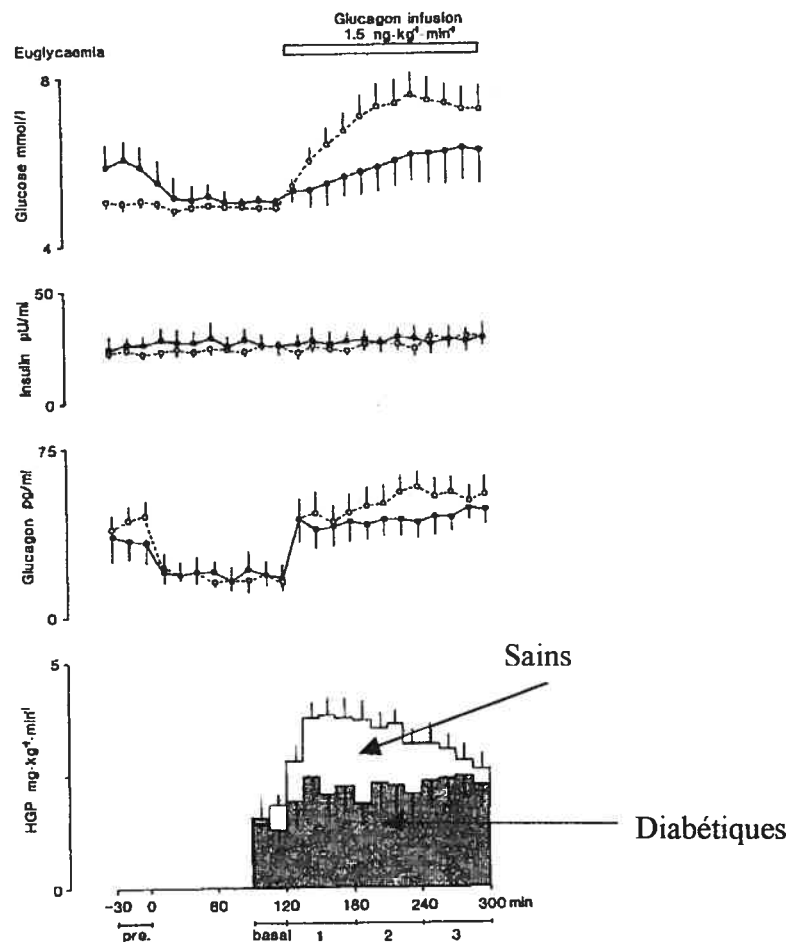 Glucagon infusion
1.5 ng·kg⁻¹·min⁻¹
Euglycaemia
8
Glucose mmol/l
4
50
Insulin µU/ml
0
75
Glucagon pg/ml
0
Sains
5
HGP mg·kg⁻¹·min⁻¹
Diabétiques
0
-30 0 60 120 180 240 300 min
pre. basal 1 2 3